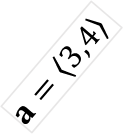 a = ⟨3,4⟩